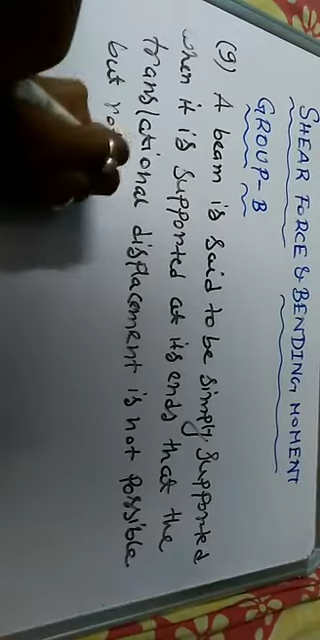 SHEAR FORCE & BENDING MOMENT
GROUP-B
(9) A beam is said to be simply supported
when it is supported at its ends that the
translational displacement is not possible
but